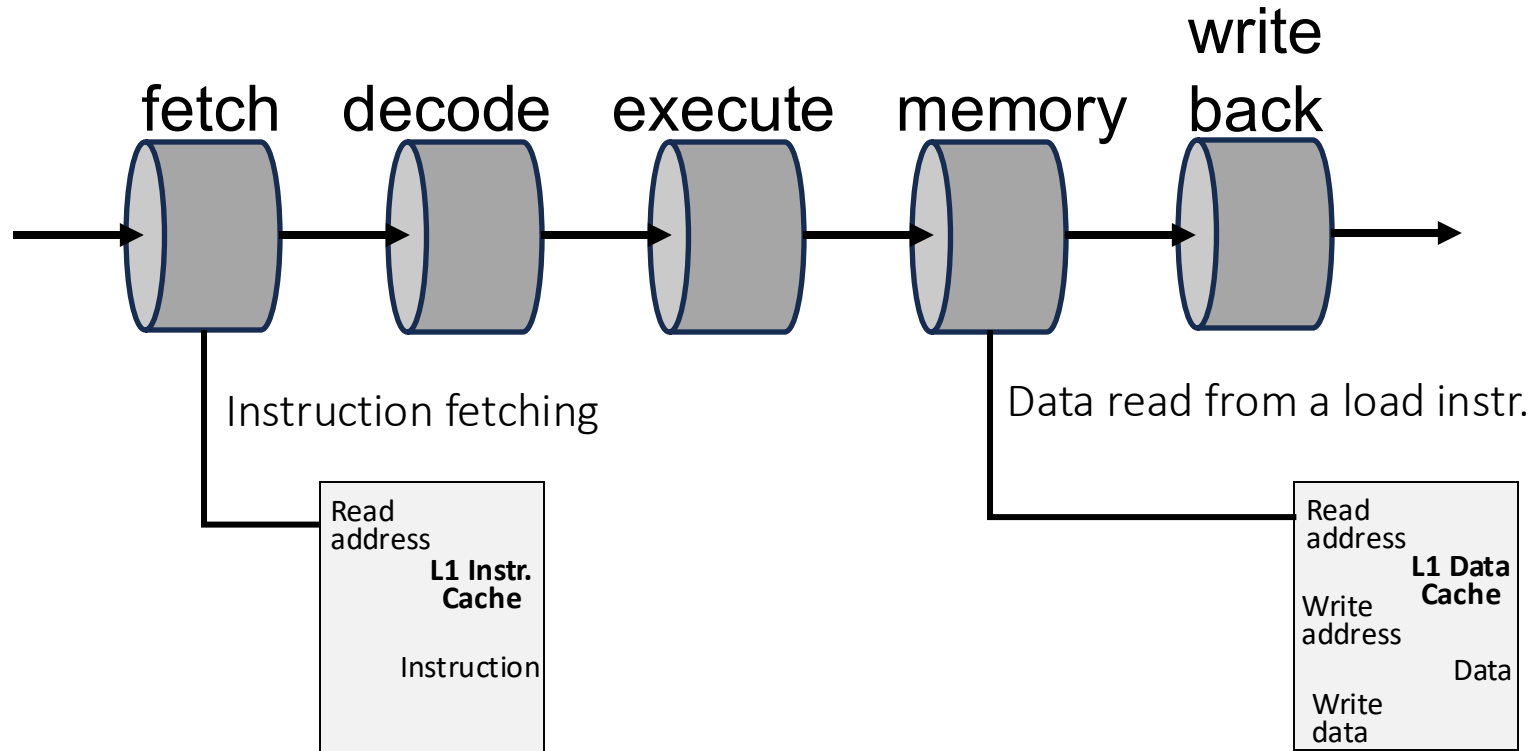 write
fetch decode execute memory back
Instruction fetching
Data read from a load instr.
Read
address
L1 Instr.
Cache
Instruction
Read
address
L1 Data
Cache
Write
address
Data
Write
data